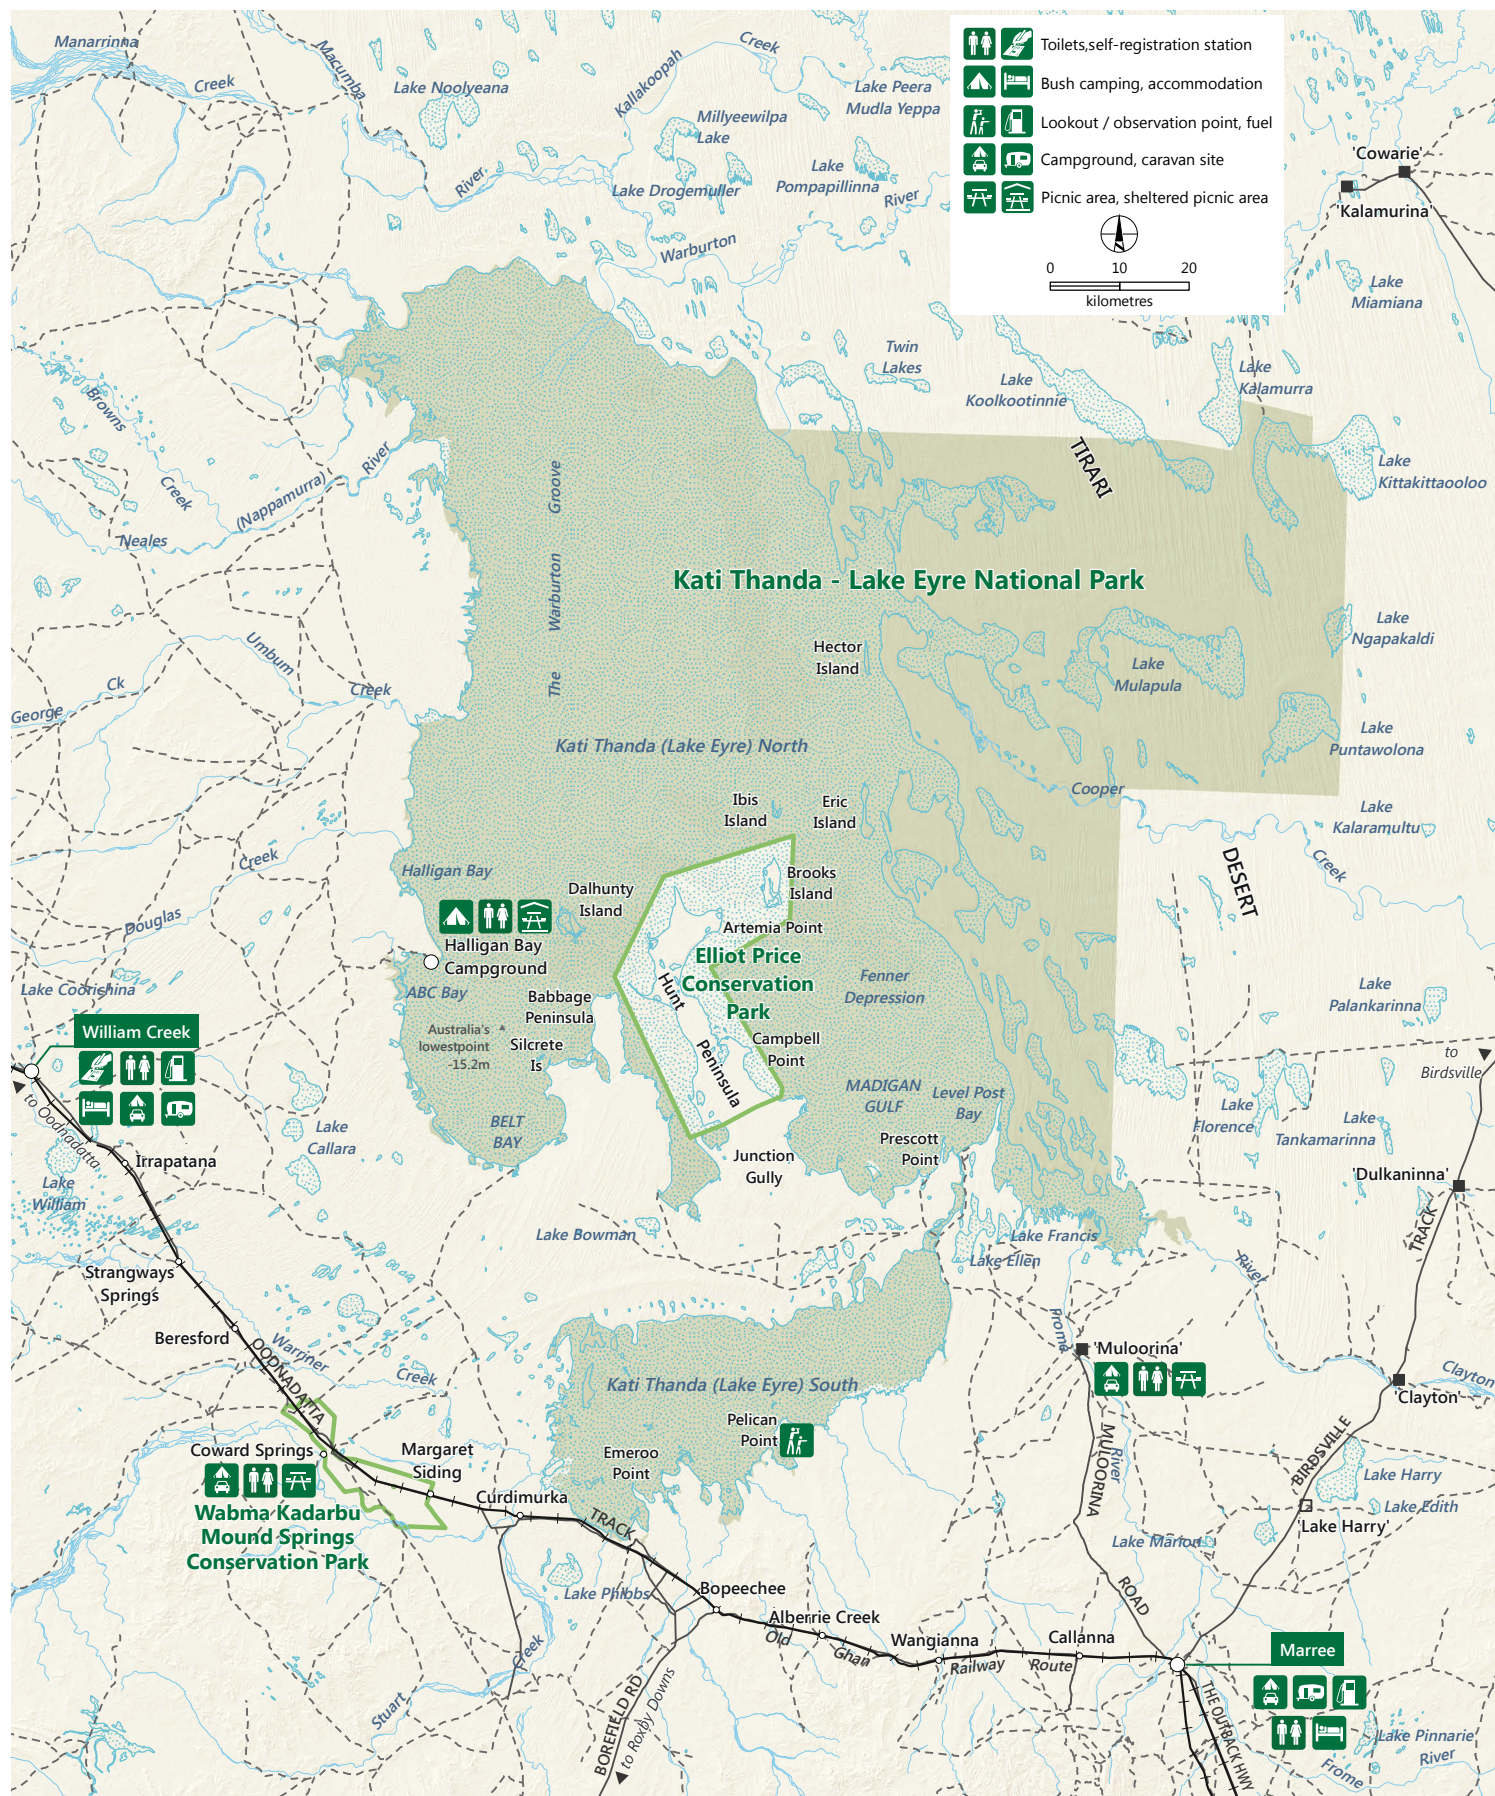 Toilets,self-registration station
Bush camping, accommodation
Lookout / observation point, fuel
Campground, caravan site
Picnic area, sheltered picnic area
0 10 20
kilometres
Manarrinna
Creek
Macumba
River
Lake Noolyeana
Kallakoopah
Creek
Lake Peera
Mudla Yeppa
Millyeewilpa
Lake
Lake Drogemuller
Lake
Pompapillinna
River
Warburton
'Cowarie'
'Kalamurina'
Lake
Miamiana
Twin
Lakes
Lake
Koolkootinnie
Lake
Kalamurra
TIRARI
Lake
Kittakittaooloo
Browns
Creek
River
(Nappamurra)
Neales
The Warburton Groove
Kati Thanda - Lake Eyre National Park
Hector
Island
Lake
Mulapula
Lake
Ngapakaldi
Umbum
Creek
Ck
George
Kati Thanda (Lake Eyre) North
Lake
Puntawolona
Cooper
Lake
Kalaramultu
Creek
DESERT
Ibis
Island
Eric
Island
Halligan Bay
Dalhunty
Island
Brooks
Island
Artemia Point
Creek
Douglas
Halligan Bay
Campground
ABC Bay
Elliot Price
Conservation
Park
Hunt
Peninsula
Fenner
Depression
Babbage
Peninsula
Australia's
lowestpoint
-15.2m
Silcrete
Is
Campbell
Point
Lake Coorichina
William Creek
to Oodnadatta
Lake
Palankarinna
to
Birdsville
MADIGAN
GULF
Level Post
Bay
Prescott
Point
BELT
BAY
Junction
Gully
Lake
Callara
Irrapatana
Lake
William
Lake
Florence
Lake
Tankamarinna
'Dulkaninna'
TRACK
Lake Bowman
Lake Francis
Lake Ellen
River
Strangways
Springs
Beresford
Warriner
Creek
OODNADATTA
Frome
'Muloorina'
Clayton
'Clayton'
Kati Thanda (Lake Eyre) South
Pelican
Point
Emeroo
Point
Coward Springs
Margaret
Siding
Wabma Kadarbu
Mound Springs
Conservation Park
Curdimurka
TRACK
MULOORINA
River
BIRDSVILLE
Lake Harry
Lake Edith
'Lake Harry'
Lake Marion
ROAD
Lake Phibbs
Bopeechee
Alberrie Creek
Wangianna
Callanna
Old Ghan Railway Route
Creek
Stuart
BOREFIELD RD
to Roxby Downs
Marree
THE OUTBACK HWY
Lake Pinnarie
River
Frome